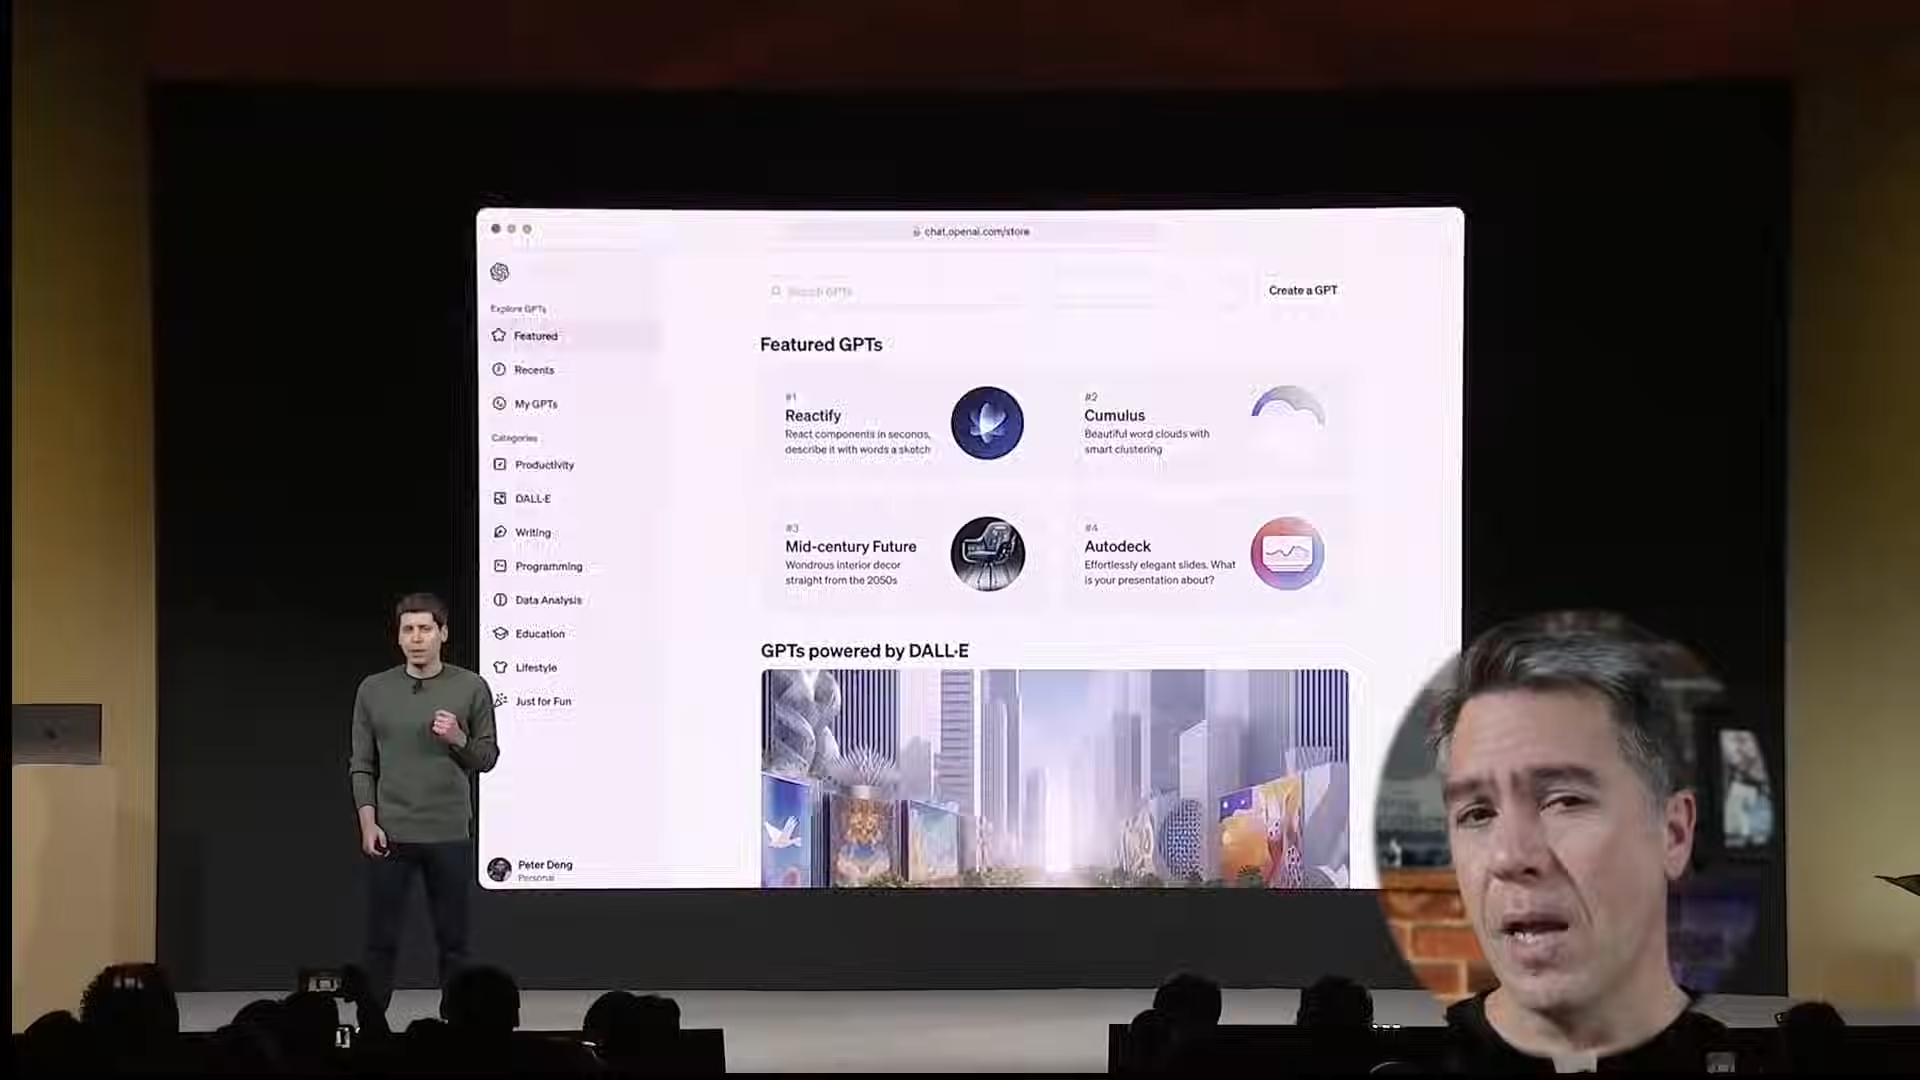 chat.openai.com/store
Search GPTs
Create a GPT
Explore GPTs
Featured
Recents
My GPTs
Categories
Productivity
DALL·E
Writing
Programming
Data Analysis
Education
Lifestyle
Just for Fun
Peter Deng
Personal
Featured GPTs
#1
Reactify
React components in seconds,
describe it with words a sketch
#2
Cumulus
Beautiful word clouds with
smart clustering
#3
Mid-century Future
Wondrous interior decor
straight from the 2050s
#4
Autodeck
Effortlessly elegant slides. What
is your presentation about?
GPTs powered by DALL·E